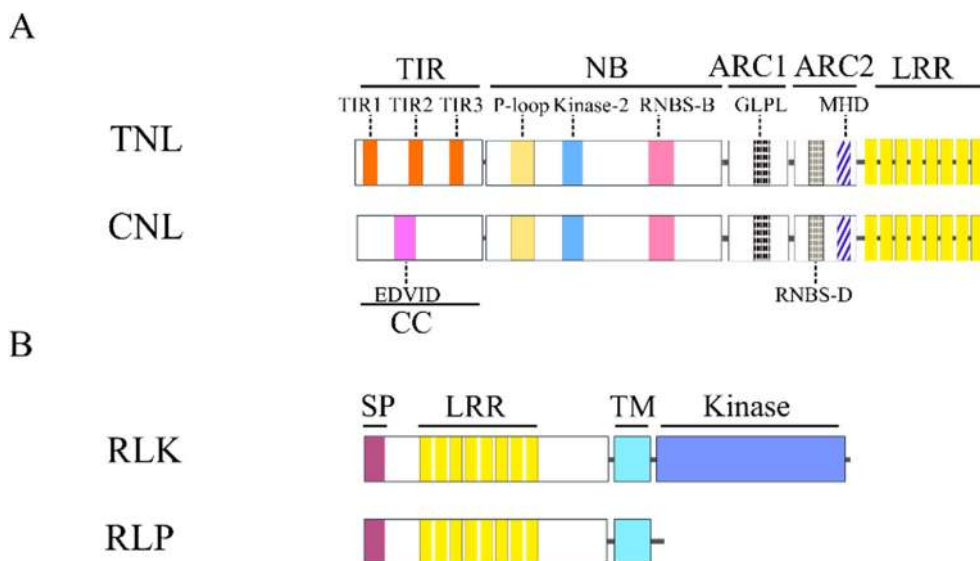 A
TIR NB ARC1 ARC2 LRR
TIR1 TIR2 TIR3 P-loop Kinase-2 RNBS-B GLPL MHD
TNL
CNL
EDVID RNBS-D
CC
B
SP LRR TM Kinase
RLK
RLP